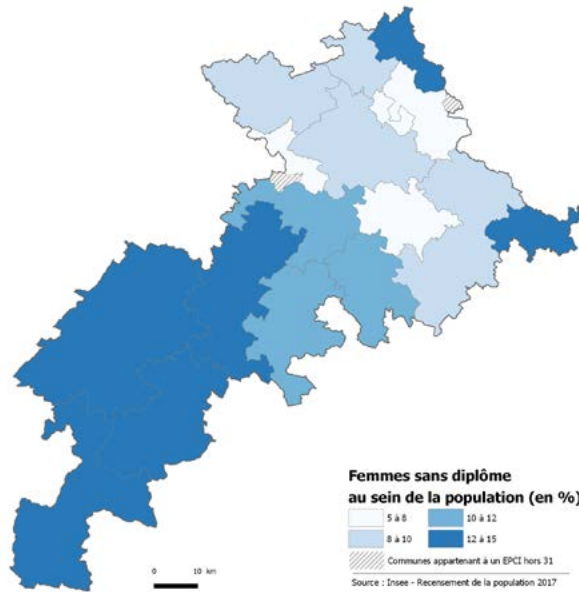 Femmes sans diplôme
au sein de la population (en %)
5 à 8 10 à 12
8 à 10 12 à 15
Communes appartenant à un EPCI hors 31
0 10 km
Source : Insee - Recensement de la population 2017